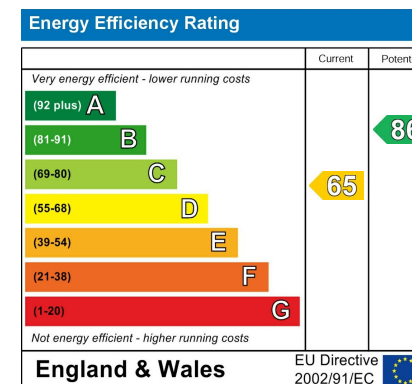 Energy Efficiency Rating
Current Potent
Very energy efficient - lower running costs
(92 plus) A
(81-91) B
86
(69-80) C
65
(55-68) D
(39-54) E
(21-38) F
(1-20) G
Not energy efficient - higher running costs
England & Wales
EU Directive
2002/91/EC